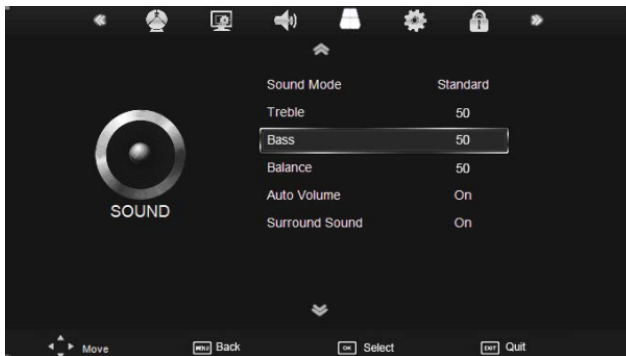 Sound Mode Standard
Treble 50
Bass 50
Balance 50
Auto Volume On
Surround Sound On
SOUND
Move MENU Back OK Select EXIT Quit